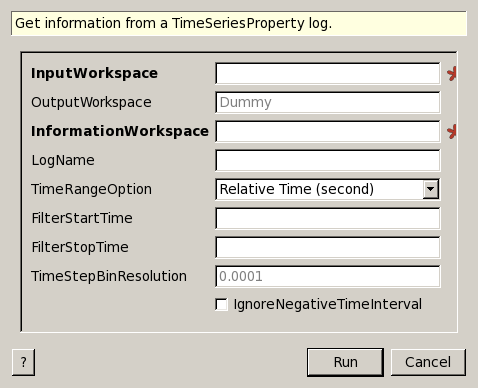 Get information from a TimeSeriesProperty log.
InputWorkspace
OutputWorkspace Dummy
InformationWorkspace
LogName
TimeRangeOption Relative Time (second)
FilterStartTime
FilterStopTime
TimeStepBinResolution 0.0001
IgnoreNegativeTimeInterval
? Run Cancel